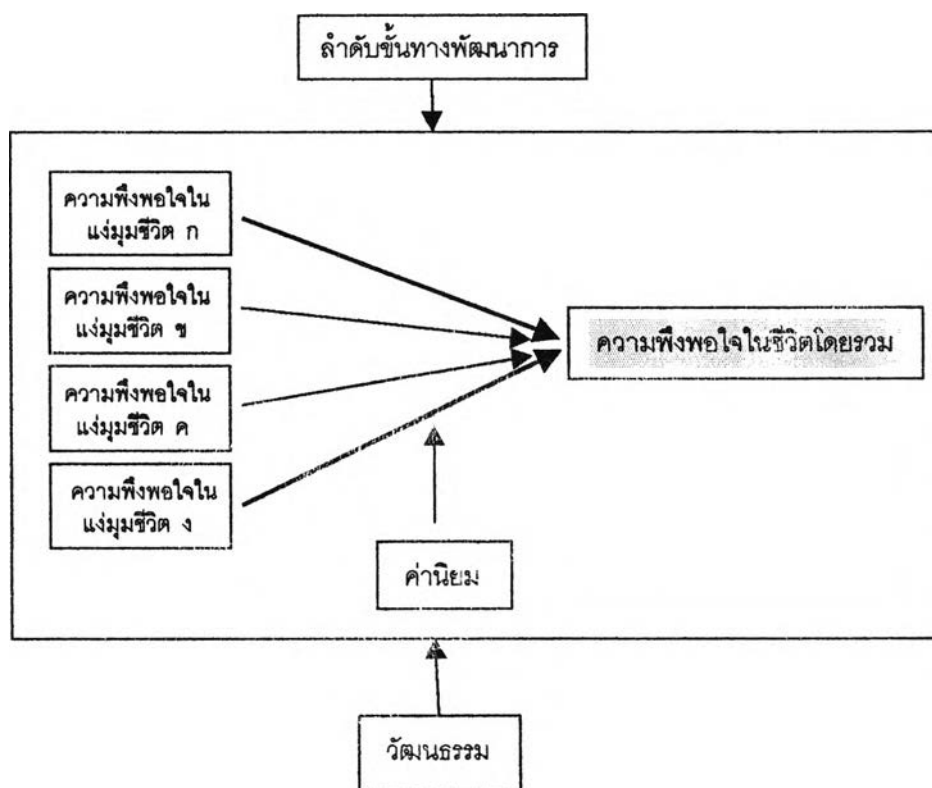 ลำดับขั้นทางพัฒนาการ
ความพึงพอใจใน
แง่มุมชีวิต ก
ความพึงพอใจใน
แง่มุมชีวิต ข
ความพึงพอใจในชีวิตโดยรวม
ความพึงพอใจใน
แง่มุมชีวิต ค
ความพึงพอใจใน
แง่มุมชีวิต ง
ค่านิยม
วัฒนธรรม